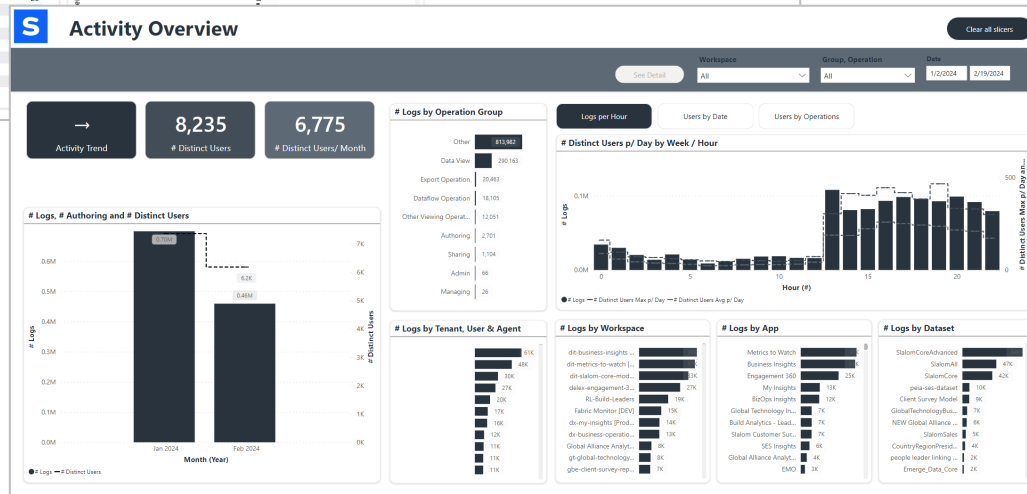 S
Activity Overview
Clear all slicers
See Detail
Workspace
All
Group, Operation
All
Date
1/2/2024
2/19/2024
→
Activity Trend
8,235
# Distinct Users
6,775
# Distinct Users/ Month
# Logs, # Authoring and # Distinct Users
# Logs
0.6M
0.5M
0.4M
0.3M
0.2M
0.1M
0.0M
0.70M
6.2K
0.46M
7K
6K
5K
4K
3K
2K
1K
0K
# Distinct Users
Jan 2024
Feb 2024
Month (Year)
# Logs
# Distinct Users
# Logs by Operation Group
Other 813,982
Data View 290,163
Export Operation 20,463
Dataflow Operation 18,105
Other Viewing Operat... 12,051
Authoring 2,701
Sharing 1,104
Admin 66
Managing 26
Logs per Hour
Users by Date
Users by Operations
# Distinct Users p/ Day by Week / Hour
# Logs
0.1M
0.0M
0
5
10
15
20
Hour (#)
500
0
# Distinct Users Max p/ Day an...
# Logs
# Distinct Users Max p/ Day
# Distinct Users Avg p/ Day
# Logs by Tenant, User & Agent
61K
48K
27K
20K
17K
16K
12K
11K
11K
11K
# Logs by Workspace
dit-business-insights ...
dit-metrics-to-watch [...
dit-slalom-core-mod...
delex-engagement-3... 27K
RL-Build-Leaders 19K
Fabric Monitor [DEV] 15K
dx-my-insights [Prod... 14K
dx-business-operatio... 13K
Global Alliance Analyt... 8K
gt-global-technology... 8K
gbe-client-survey-rep... 7K
# Logs by App
Metrics to Watch
Business Insights
Engagement 360 25K
My Insights 13K
BizOps Insights 12K
Global Technology In... 7K
Build Analytics - Lead... 7K
Slalom Customer Sur... 7K
SES Insights 6K
Global Alliance Analyt... 4K
EMO 3K
# Logs by Dataset
SlalomCoreAdvanced
SlalomAll 47K
SlalomCore 42K
peia-ses-dataset 10K
Client Survey Model 9K
GlobalTechnologyBus... 7K
NEW Global Alliance ... 6K
SlalomSales 5K
CountryRegionPresid... 4K
people leader linking ... 2K
Emerge_Data_Core 2K